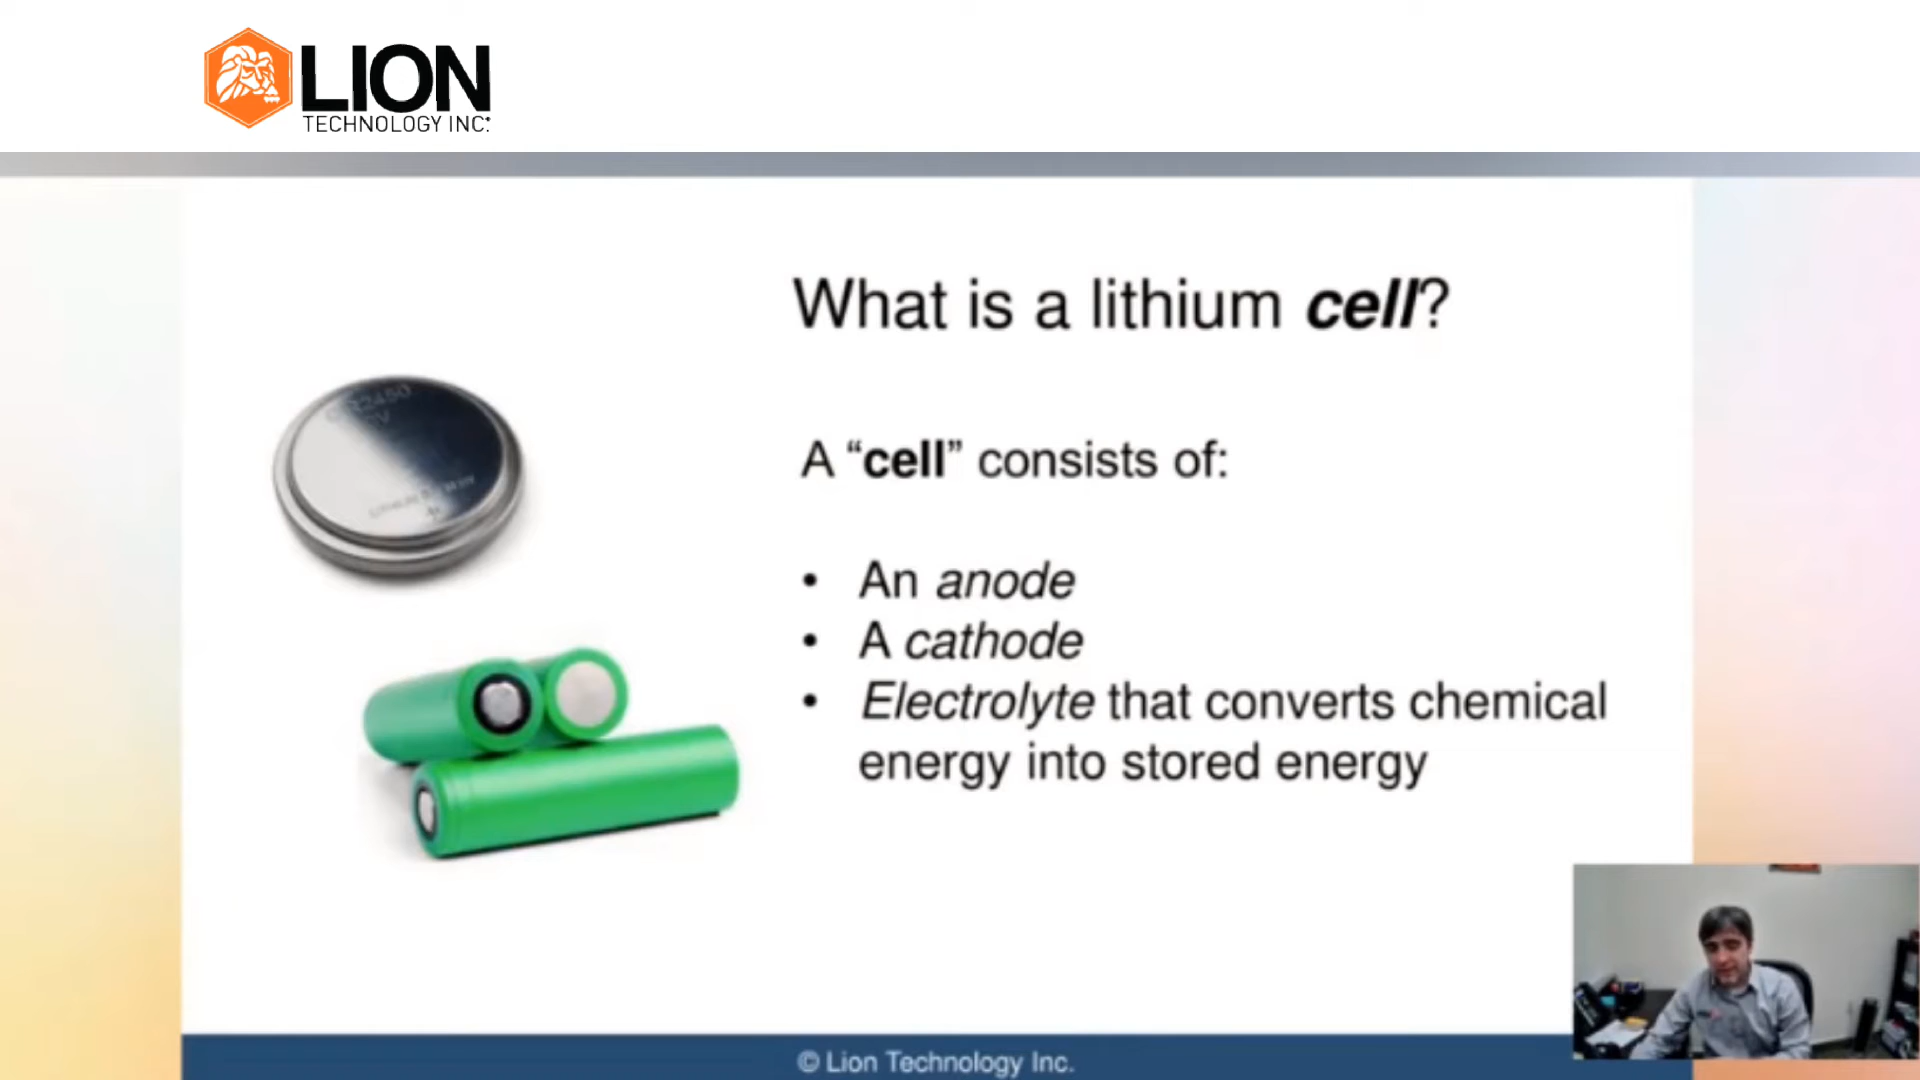 LION
TECHNOLOGY INC.
What is a lithium cell?
A “cell” consists of:
• An anode
• A cathode
• Electrolyte that converts chemical
energy into stored energy
© Lion Technology Inc.